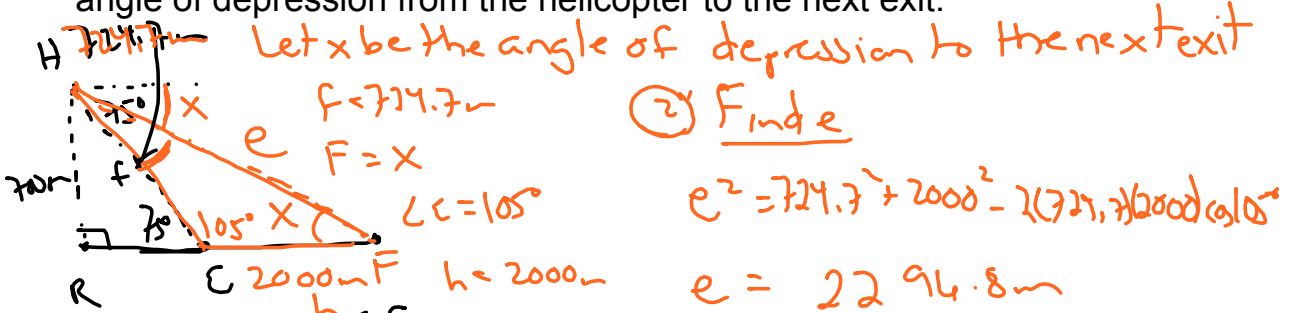 angle of depression from the helicopter to the next exit.
H 724.7m Let x be the angle of depression to the next exit
75° x f = 724.7m ② Find e
e F = x
700m f e² = 724.7² + 2000² - 2(724.7)(2000)cos105°
75° 105° x ∠E = 105°
R E 2000m F h = 2000m e = 2294.8m
h